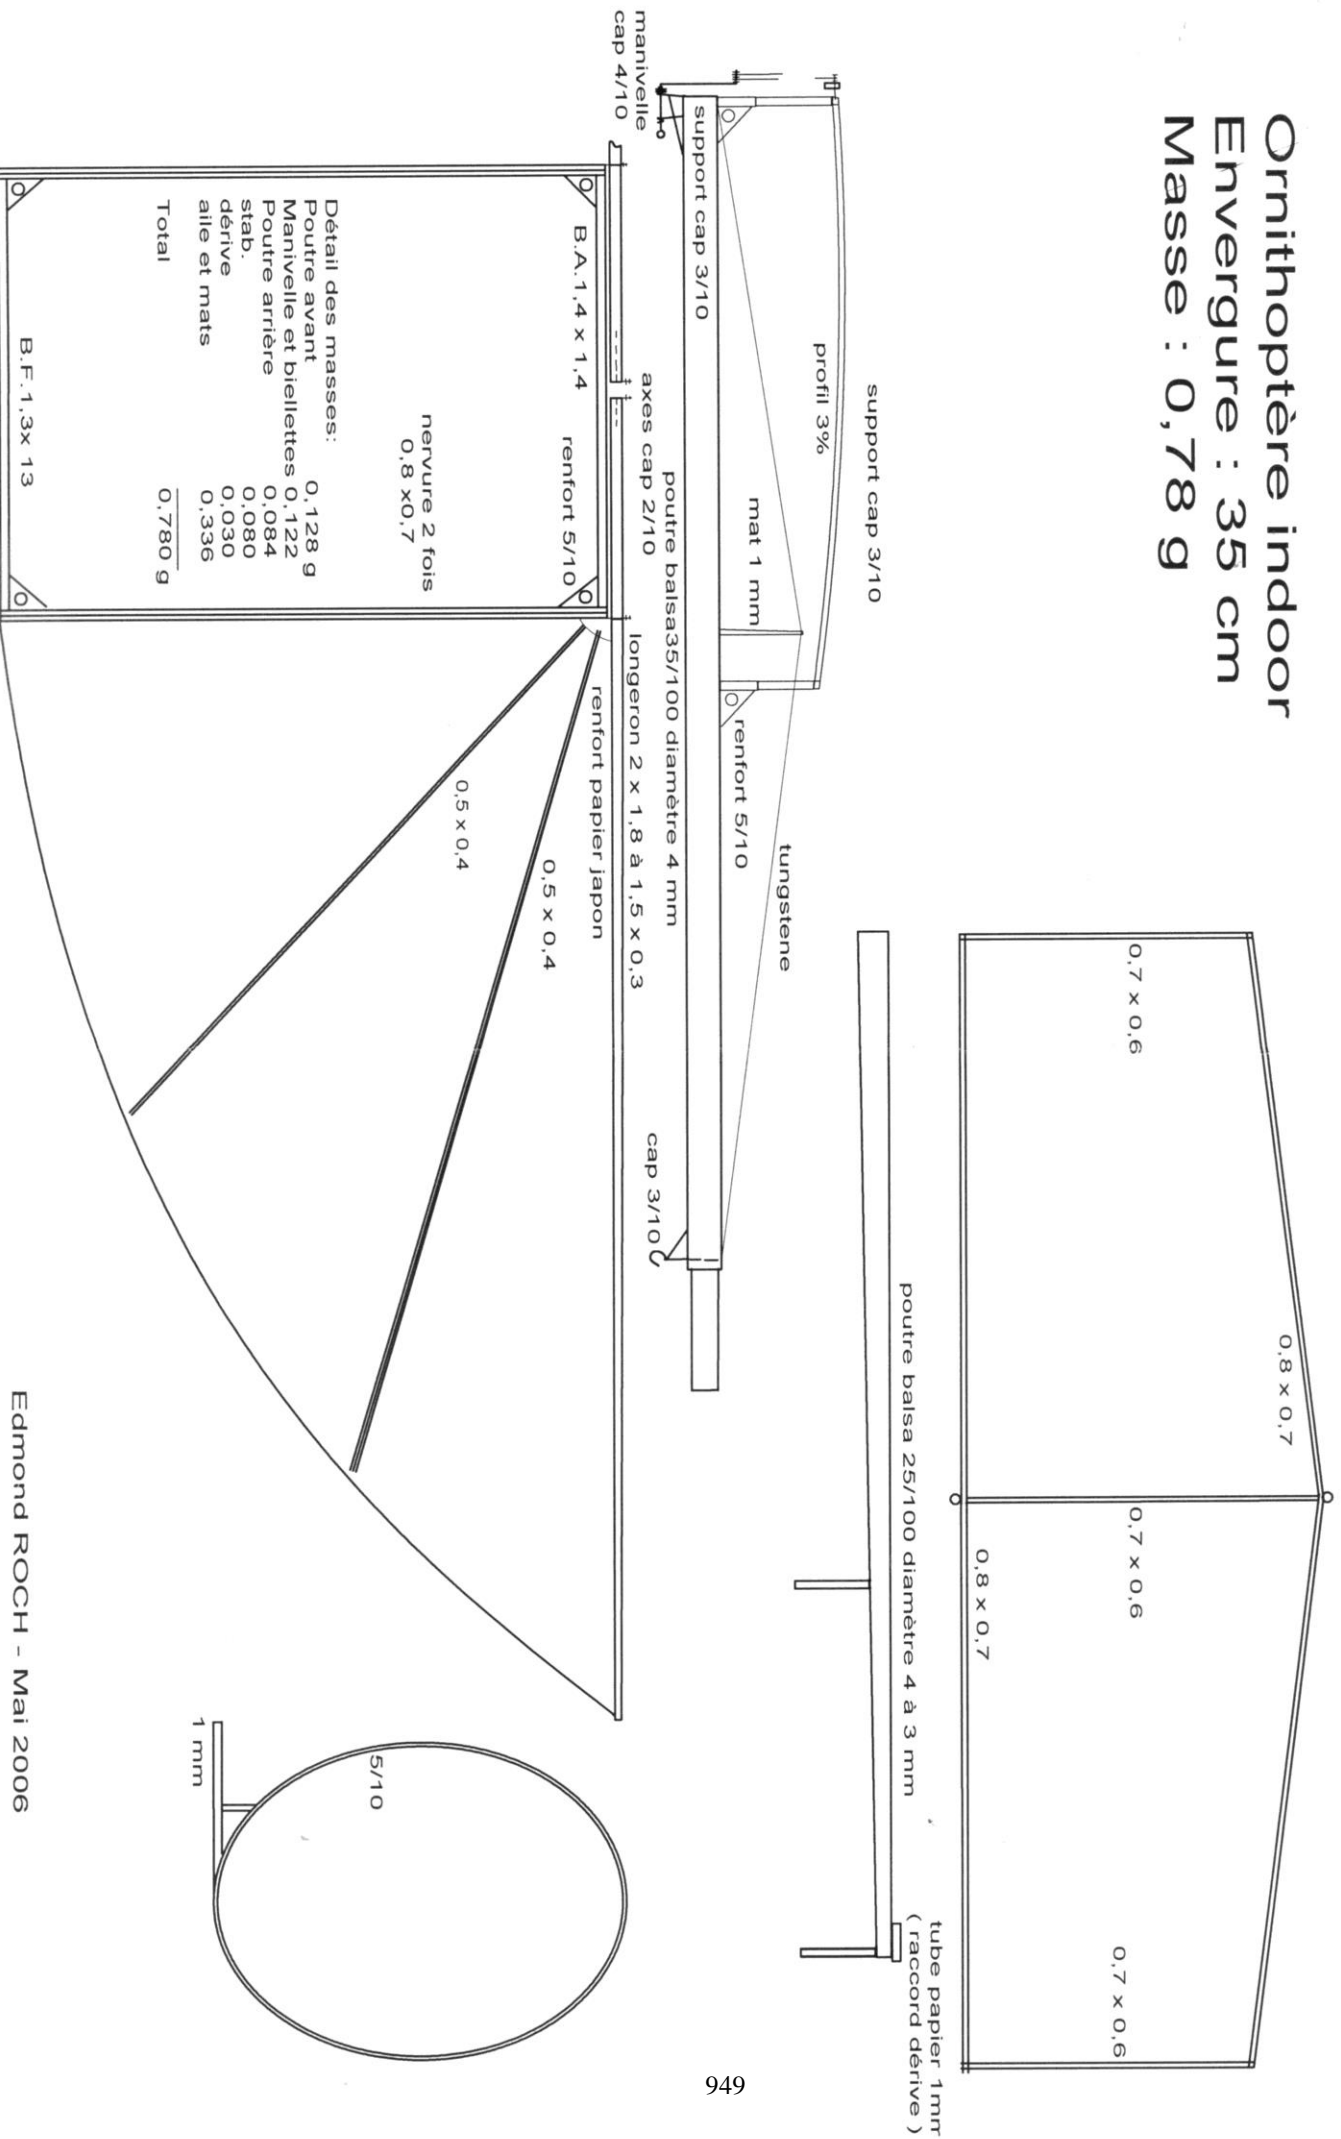 Ornithoptère indoor
Envergure : 35 cm
Masse : 0,78 g
support cap 3/10
profil 3%
mat 1 mm
tungstene
renfort 5/10
support cap 3/10
manivelle
cap 4/10
poutre balsa35/100 diamètre 4 mm
axes cap 2/10
cap 3/10
longeron 2 x 1,8 à 1,5 x 0,3
renfort papier japon
B.A.1,4 x 1,4
renfort 5/10
nervure 2 fois
0,8 x0,7
0,5 x 0,4
0,5 x 0,4
Détail des masses:
Poutre avant 0,128 g
Manivelle et biellettes 0,122
Poutre arrière 0,084
stab. 0,080
dérive 0,030
aile et mats 0,336
Total 0,780 g
B.F.1,3x 13
0,8 x 0,7
0,7 x 0,6
0,7 x 0,6
0,7 x 0,6
0,8 x 0,7
poutre balsa 25/100 diamètre 4 à 3 mm
tube papier 1mm
( raccord dérive )
5/10
1 mm
Edmond ROCH - Mai 2006
949